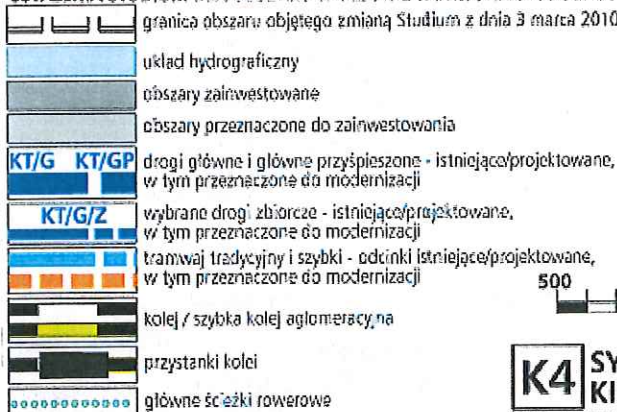 granica obszaru objętego zmianą Studium z dnia 3 marca 2010
układ hydrograficzny
obszary zainwestowane
obszary przeznaczone do zainwestowania
KT/G KT/GP drogi główne i główne przyśpieszone - istniejące/projektowane,
w tym przeznaczone do modernizacji
KT/G/Z wybrane drogi zbiorcze - istniejące/projektowane,
w tym przeznaczone do modernizacji
tramwaj tradycyjny i szybki - odcinki istniejące/projektowane,
w tym przeznaczone do modernizacji
500
kolej / szybka kolej aglomeracyjna
przystanki kolei
K4 SY
KI
główne ścieżki rowerowe